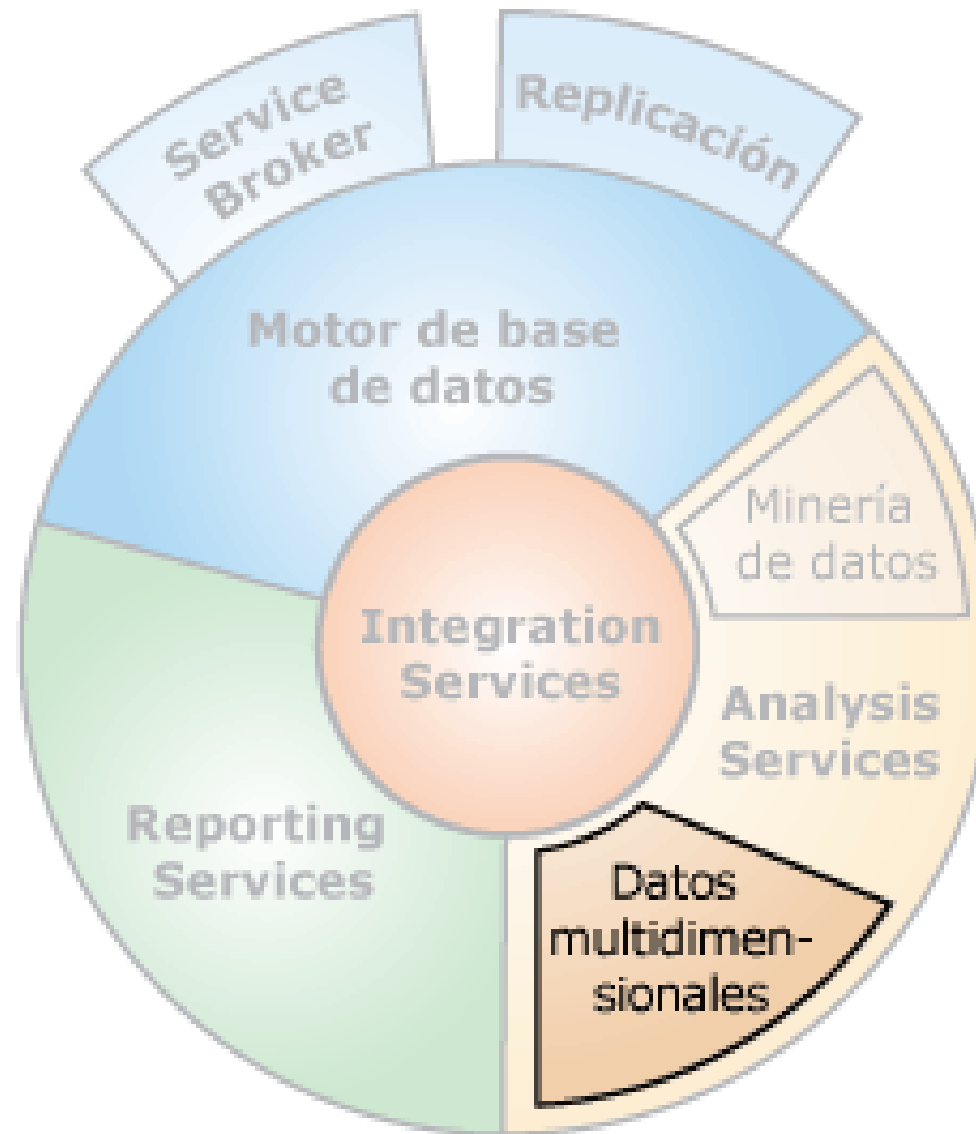 Service
Broker
Replicación
Motor de base
de datos
Minería
de datos
Integration
Services
Analysis
Services
Reporting
Services
Datos
multidimen-
sionales